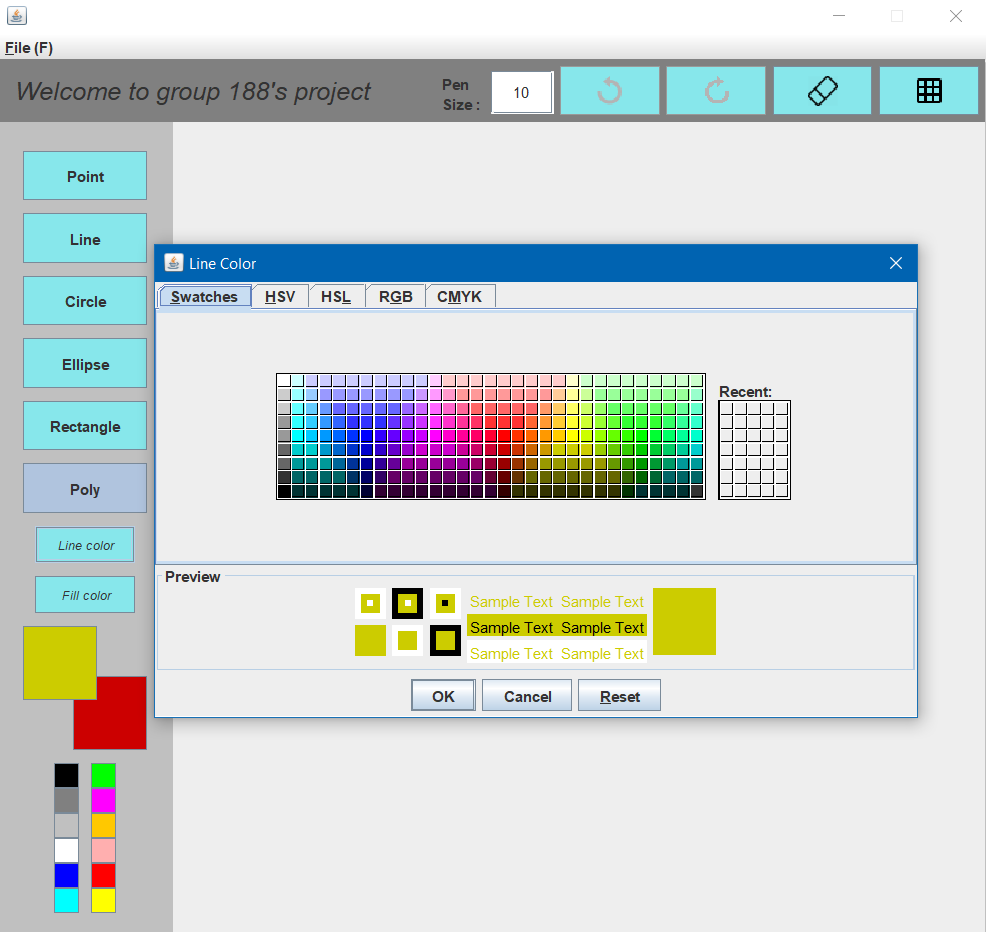 File (F)
Welcome to group 188's project
Pen
Size :
10
Point
Line
Circle
Ellipse
Rectangle
Poly
Line color
Fill color
Line Color
Swatches HSV HSL RGB CMYK
Recent:
Preview
Sample Text Sample Text
Sample Text Sample Text
Sample Text Sample Text
OK Cancel Reset